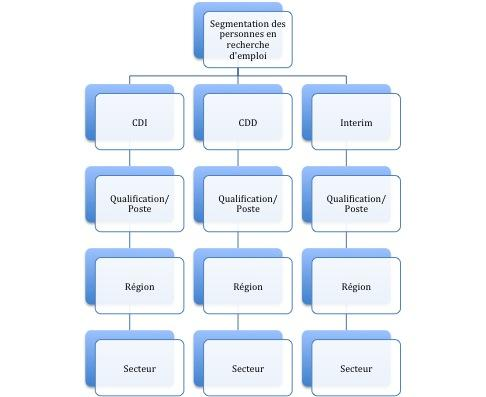 Segmentation des
personnes en
recherche
d'emploi
CDI
CDD
Interim
Qualification/
Poste
Qualification/
Poste
Qualification/
Poste
Région
Région
Région
Secteur
Secteur
Secteur